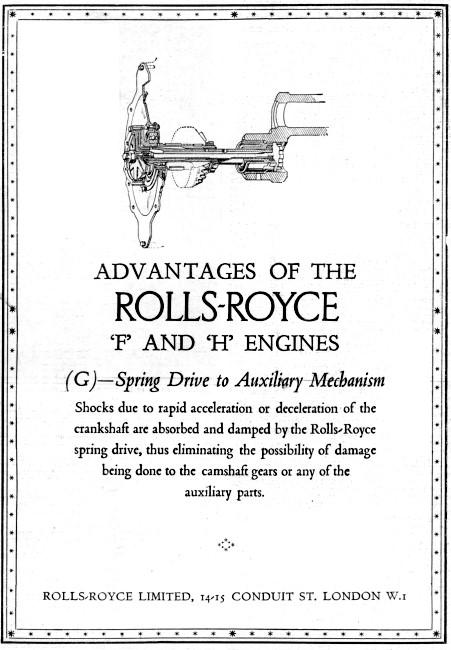 ADVANTAGES OF THE
ROLLS-ROYCE
'F' AND 'H' ENGINES
(G)—Spring Drive to Auxiliary Mechanism
Shocks due to rapid acceleration or deceleration of the
crankshaft are absorbed and damped by the Rolls-Royce
spring drive, thus eliminating the possibility of damage
being done to the camshaft gears or any of the
auxiliary parts.
ROLLS-ROYCE LIMITED, 14-15 CONDUIT ST. LONDON W.1